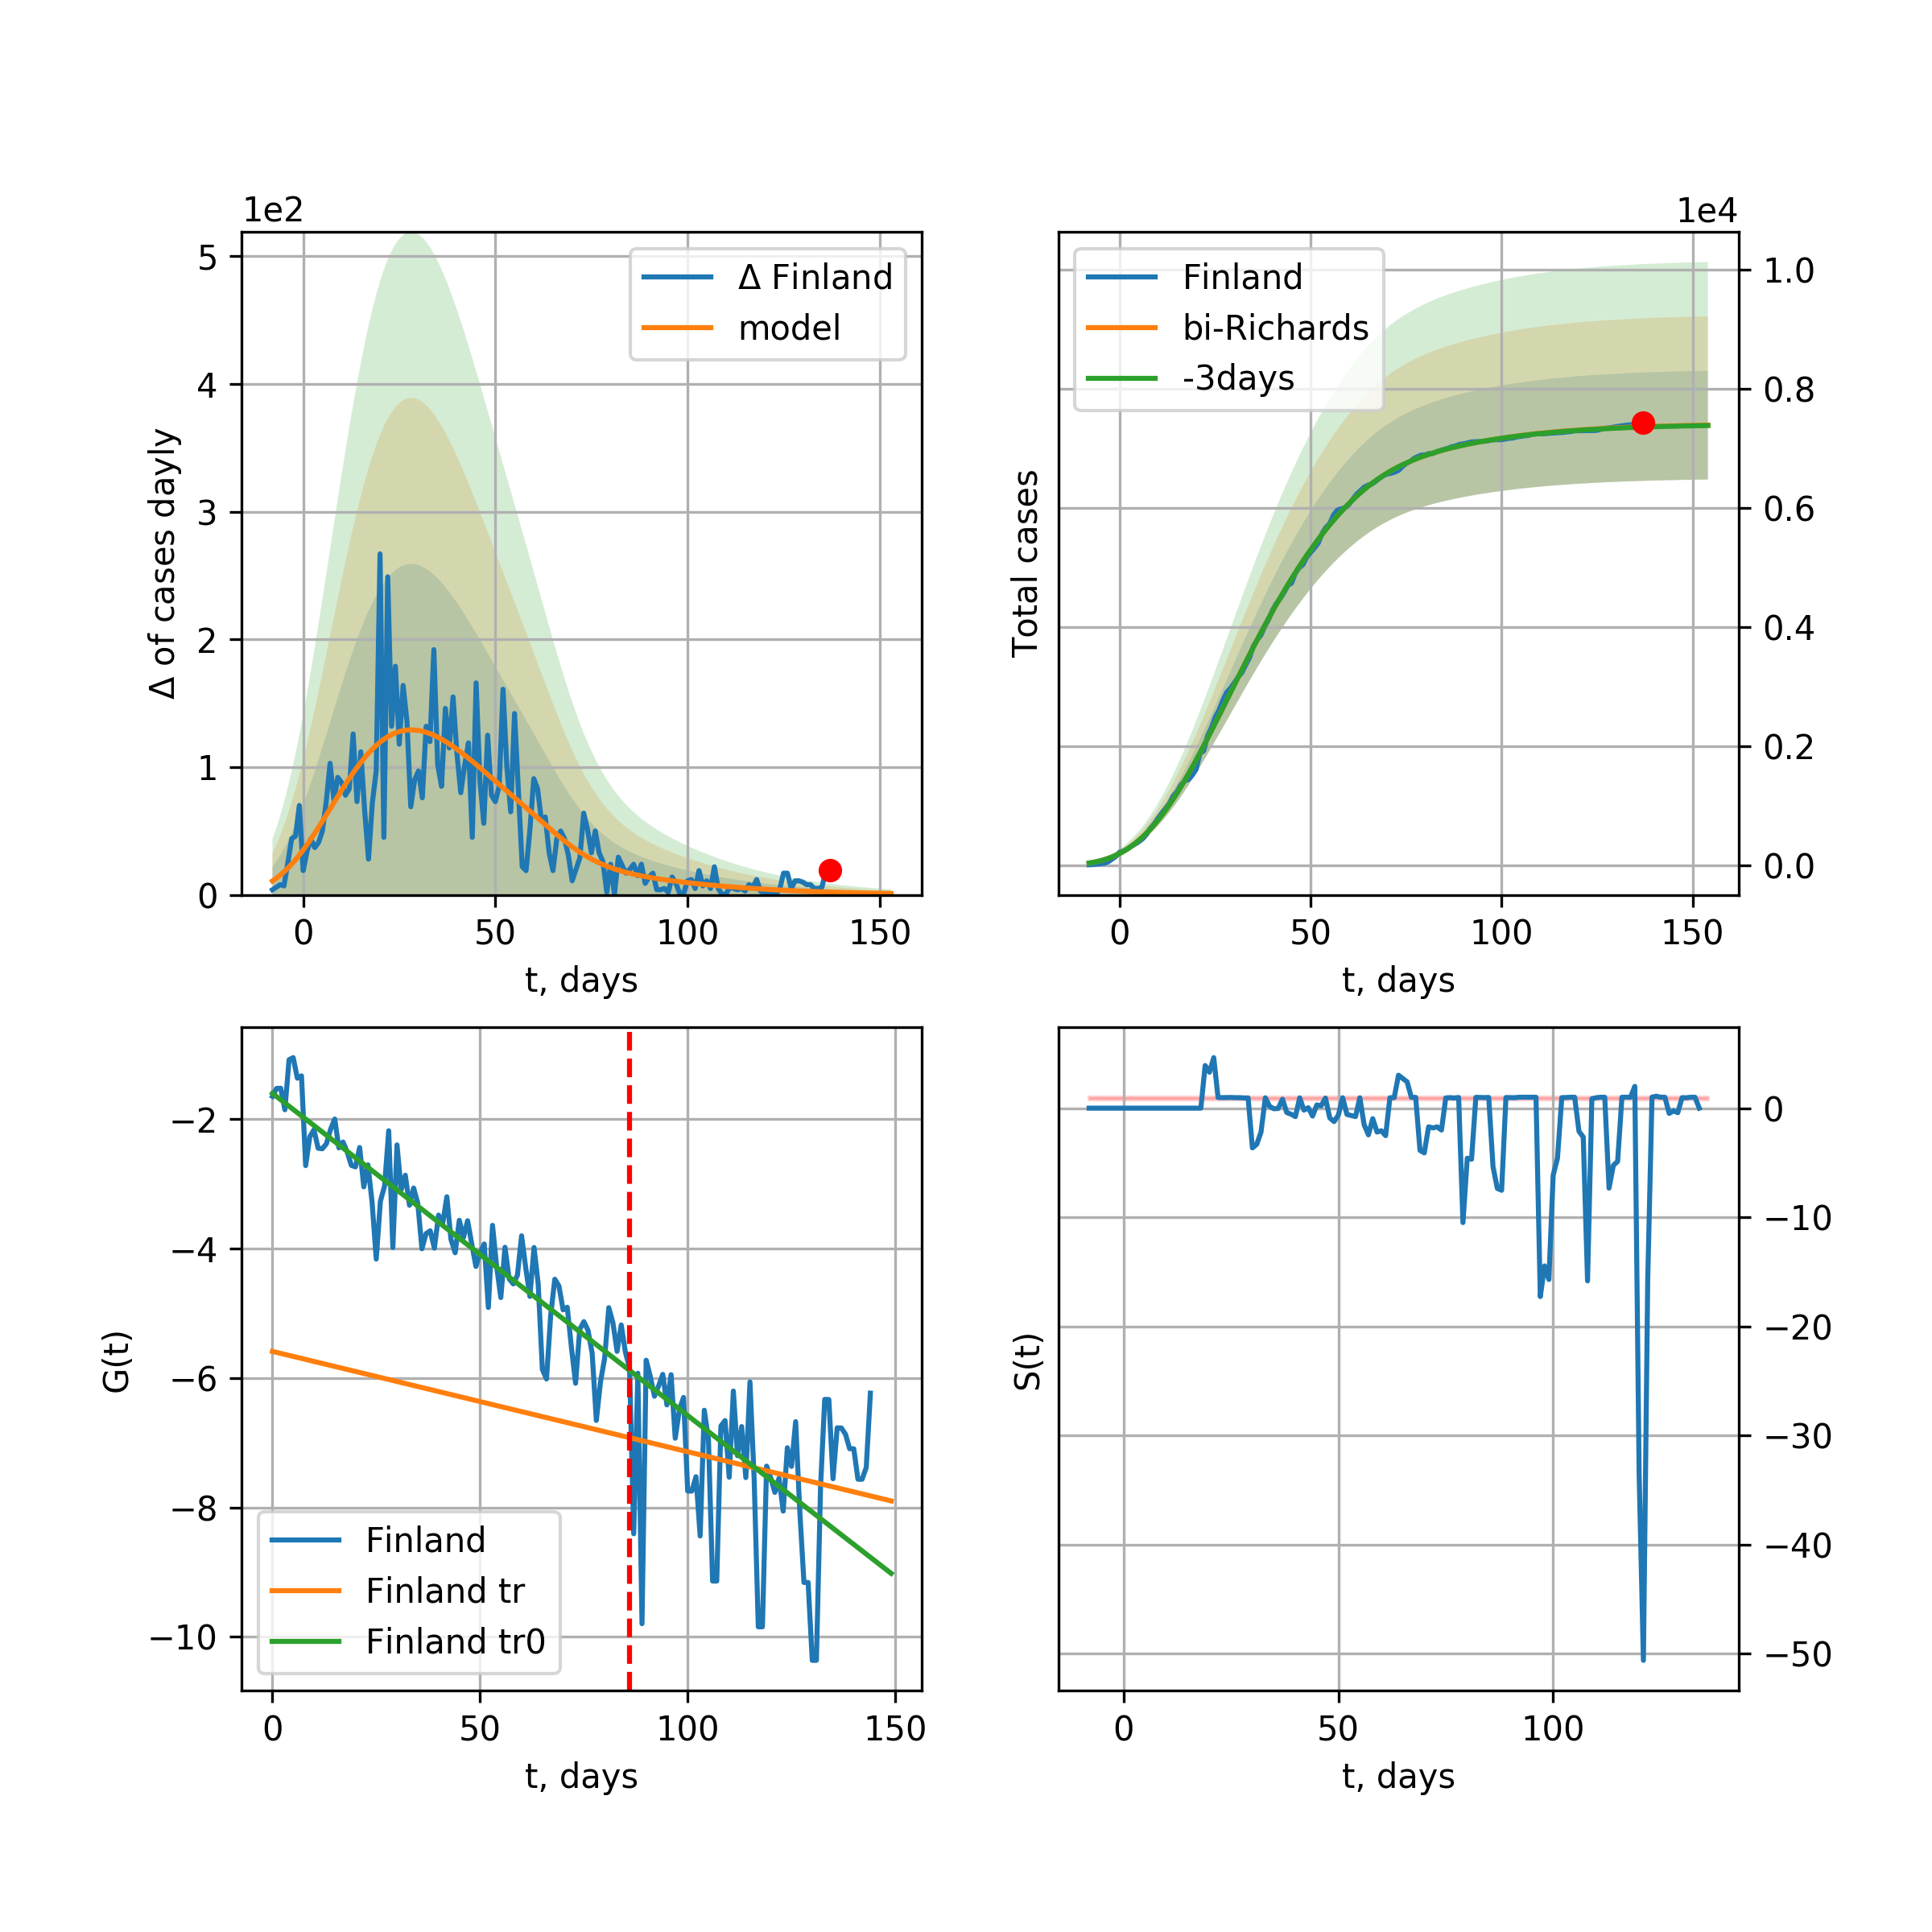 1e2
Δ of cases dayly
5
4
3
2
1
0
Δ Finland
model
0
50
100
150
t, days
1e4
Total cases
Finland
bi-Richards
-3days
1.0
0.8
0.6
0.4
0.2
0.0
0
50
100
150
t, days
G(t)
−2
−4
−6
−8
−10
Finland
Finland tr
Finland tr0
0
50
100
150
t, days
S(t)
0
−10
−20
−30
−40
−50
0
50
100
t, days